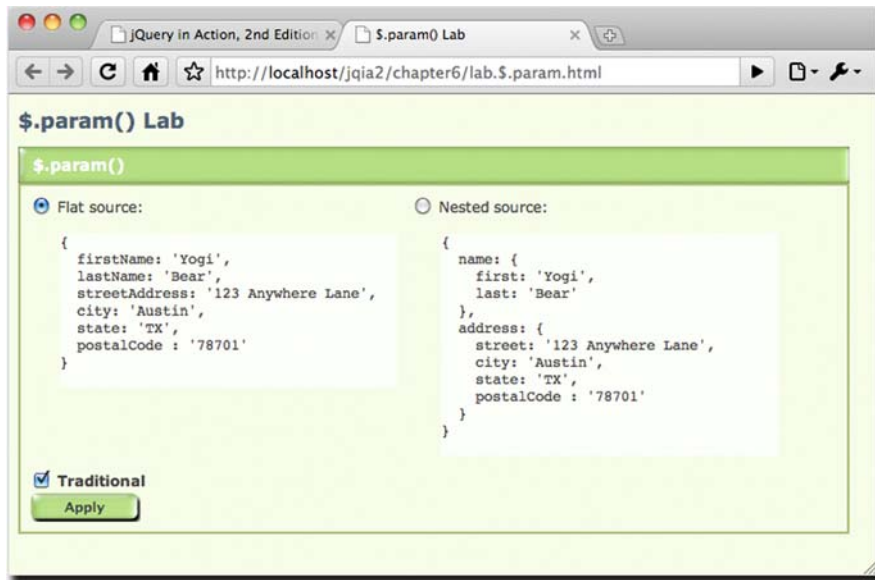 jQuery in Action, 2nd Edition
$.param() Lab
http://localhost/jqia2/chapter6/lab.$.param.html
$.param() Lab
$.param()
Flat source:
{
firstName: 'Yogi',
lastName: 'Bear',
streetAddress: '123 Anywhere Lane',
city: 'Austin',
state: 'TX',
postalCode : '78701'
}
Nested source:
{
name: {
first: 'Yogi',
last: 'Bear'
},
address: {
street: '123 Anywhere Lane',
city: 'Austin',
state: 'TX',
postalCode : '78701'
}
}
Traditional
Apply